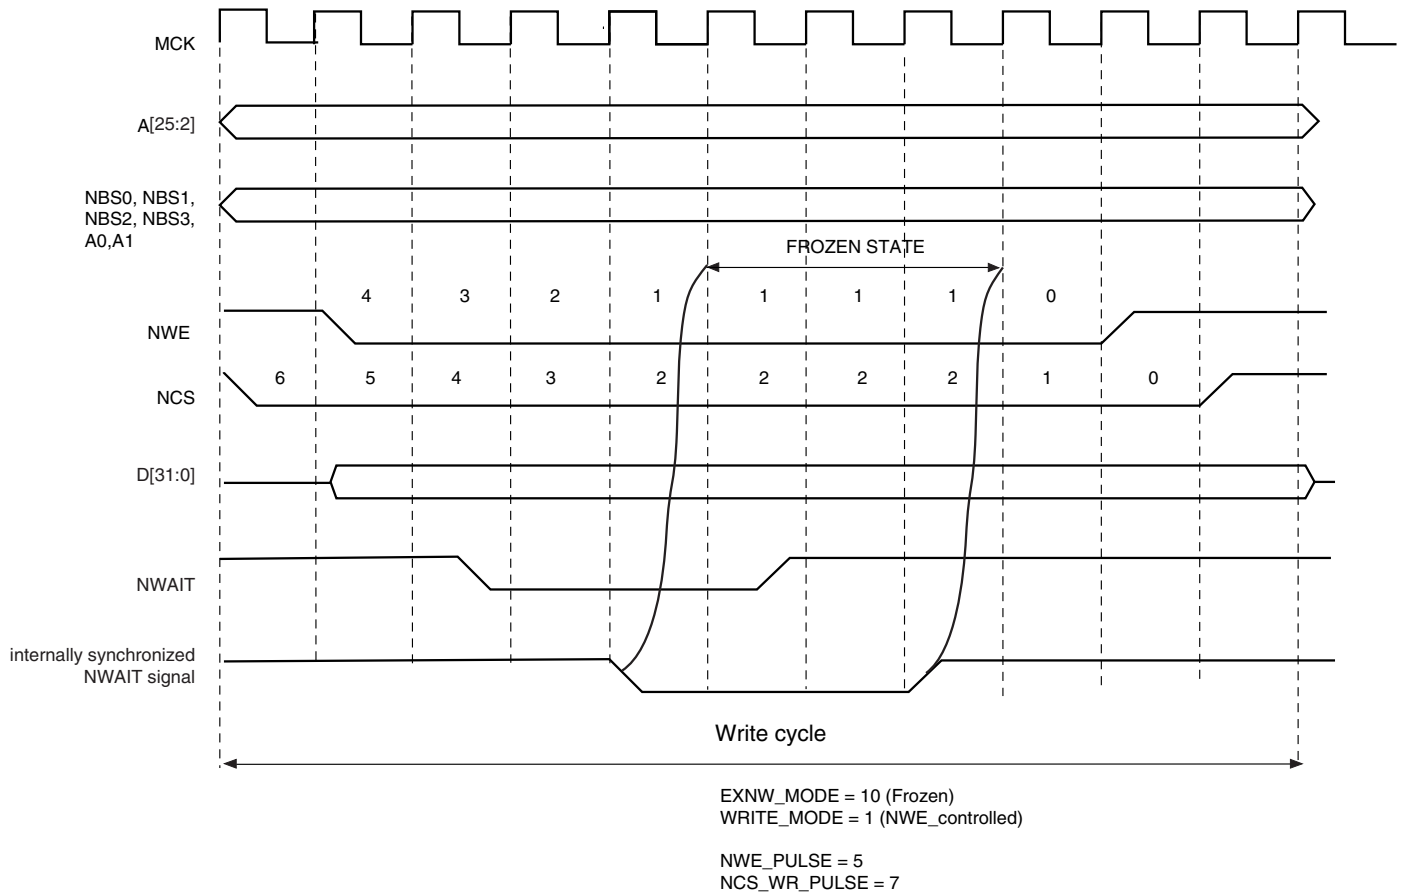 MCK
A[25:2]
NBS0, NBS1,
NBS2, NBS3,
A0,A1
FROZEN STATE
4 3 2 1 1 1 1 0
NWE
6 5 4 3 2 2 2 2 1 0
NCS
D[31:0]
NWAIT
internally synchronized
NWAIT signal
Write cycle
EXNW_MODE = 10 (Frozen)
WRITE_MODE = 1 (NWE_controlled)
NWE_PULSE = 5
NCS_WR_PULSE = 7